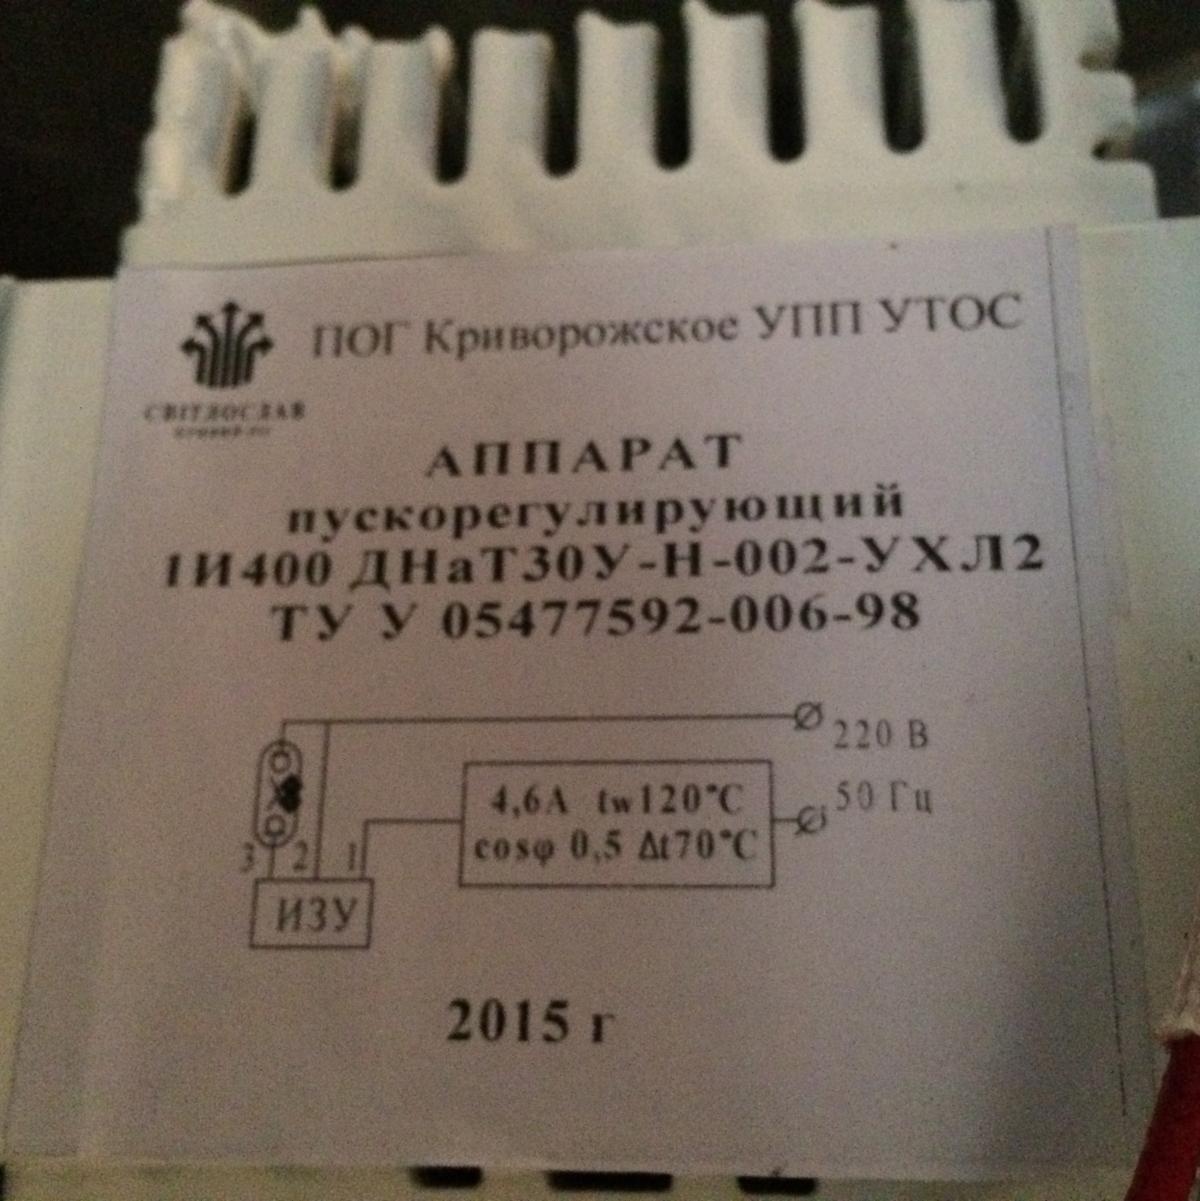 ПОГ Криворожское УПП УТОС
СВІТЛОСЛАВ
АППАРАТ
пускорегулирующий
1И400 ДНаТ30У-Н-002-УХЛ2
ТУ У 05477592-006-98
220 В
4,6А tw120°C
50 Гц
cosφ 0,5 Δt70°C
3 2 1
ИЗУ
2015 г